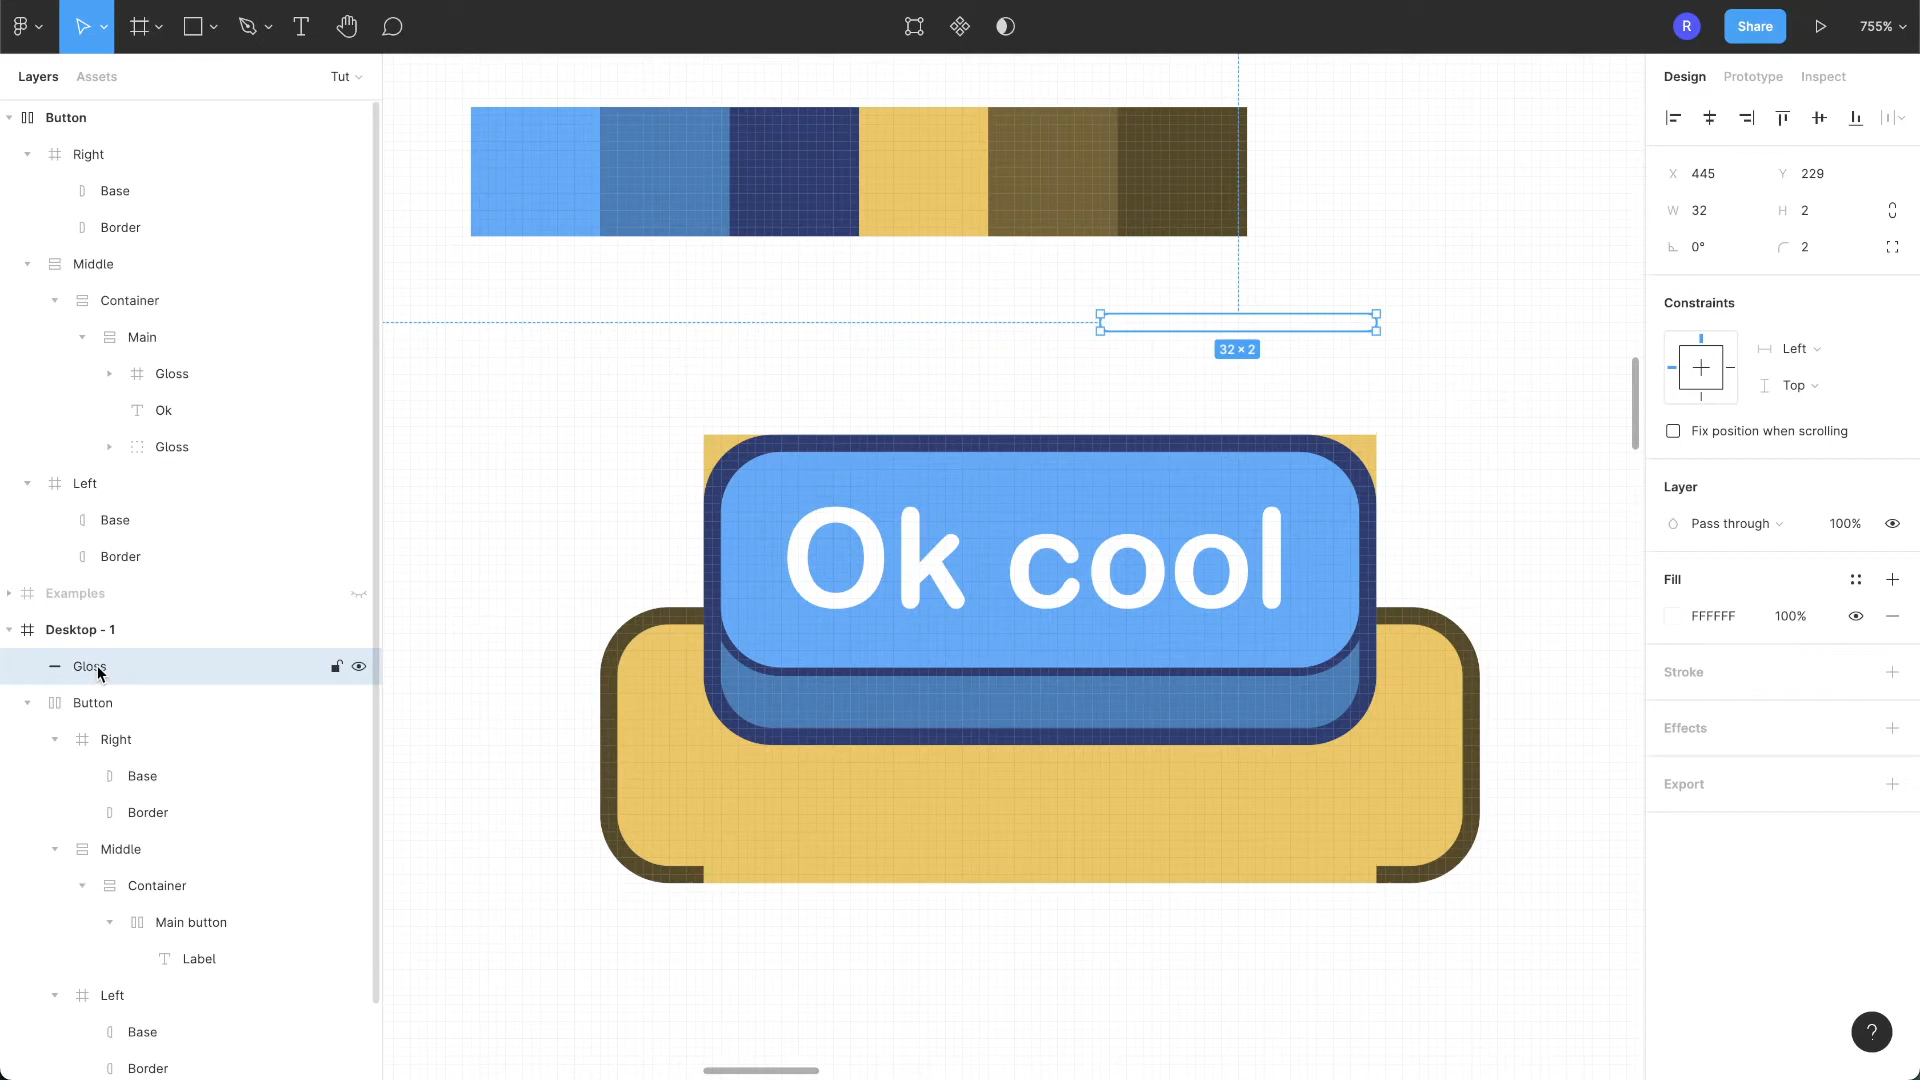 R
Share
755%
Layers
Assets
Tut
Button
Right
Base
Border
Middle
Container
Main
Gloss
Ok
Gloss
Left
Base
Border
Examples
Desktop - 1
Gloss
Button
Right
Base
Border
Middle
Container
Main button
Label
Left
Base
Border
32 × 2
Ok cool
Design
Prototype
Inspect
X 445
Y 229
W 32
H 2
0°
2
Constraints
Left
Top
Fix position when scrolling
Layer
Pass through
100%
Fill
FFFFFF
100%
Stroke
Effects
Export
?